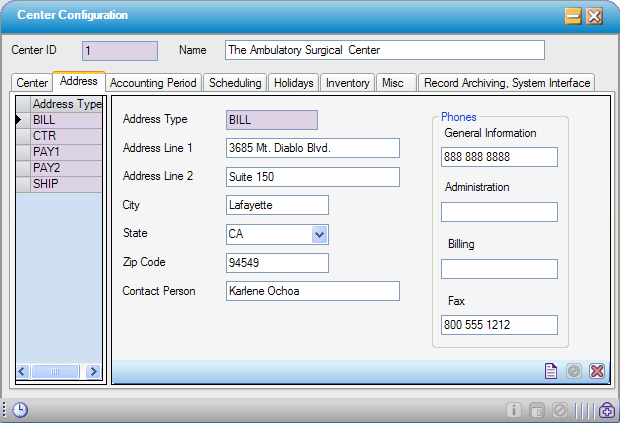 Center Configuration
Center ID 1 Name The Ambulatory Surgical Center
Center Address Accounting Period Scheduling Holidays Inventory Misc Record Archiving, System Interface
Address Type
BILL
CTR
PAY1
PAY2
SHIP
Address Type BILL
Address Line 1 3685 Mt. Diablo Blvd.
Address Line 2 Suite 150
City Lafayette
State CA
Zip Code 94549
Contact Person Karlene Ochoa
Phones
General Information
888 888 8888
Administration
Billing
Fax
800 555 1212